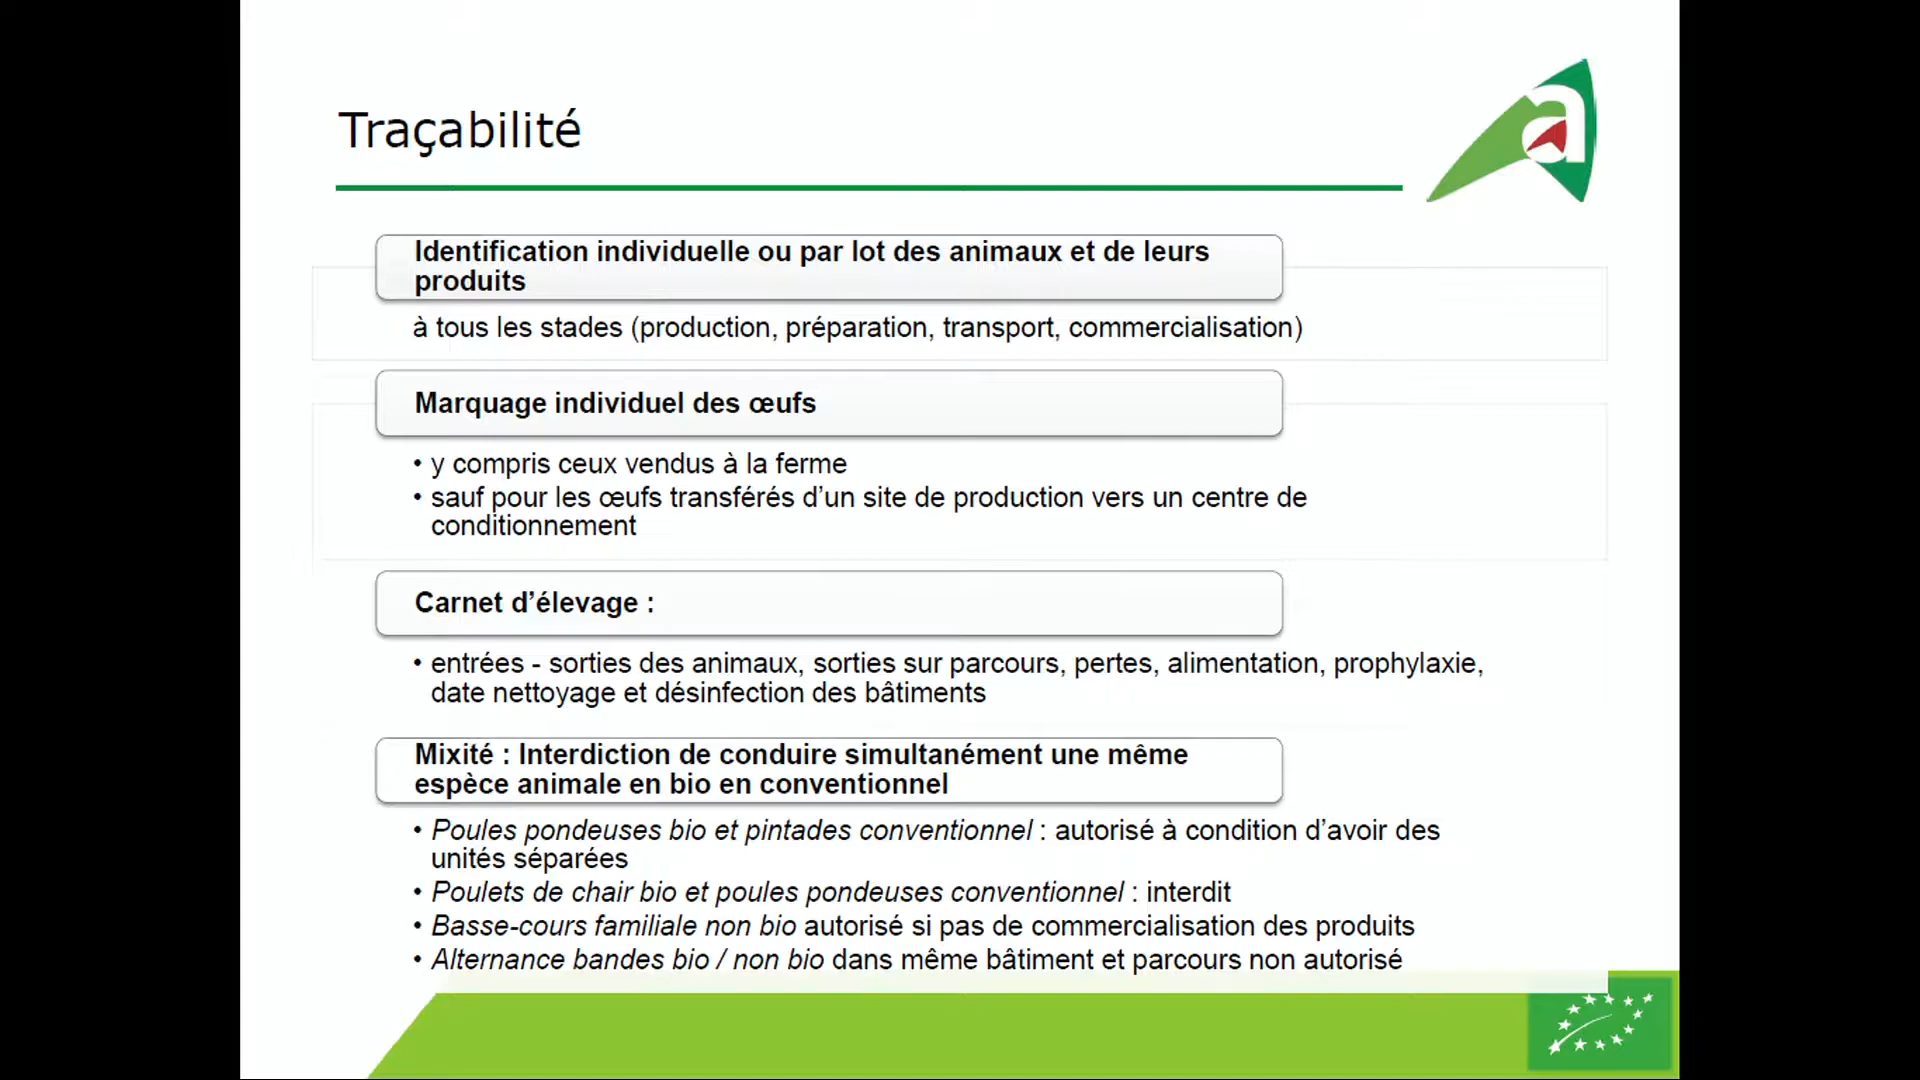 Traçabilité
a
Identification individuelle ou par lot des animaux et de leurs
produits
à tous les stades (production, préparation, transport, commercialisation)
Marquage individuel des œufs
• y compris ceux vendus à la ferme
• sauf pour les œufs transférés d’un site de production vers un centre de
conditionnement
Carnet d’élevage :
• entrées - sorties des animaux, sorties sur parcours, pertes, alimentation, prophylaxie,
date nettoyage et désinfection des bâtiments
Mixité : Interdiction de conduire simultanément une même
espèce animale en bio en conventionnel
• Poules pondeuses bio et pintades conventionnel : autorisé à condition d’avoir des
unités séparées
• Poulets de chair bio et poules pondeuses conventionnel : interdit
• Basse-cours familiale non bio autorisé si pas de commercialisation des produits
• Alternance bandes bio / non bio dans même bâtiment et parcours non autorisé